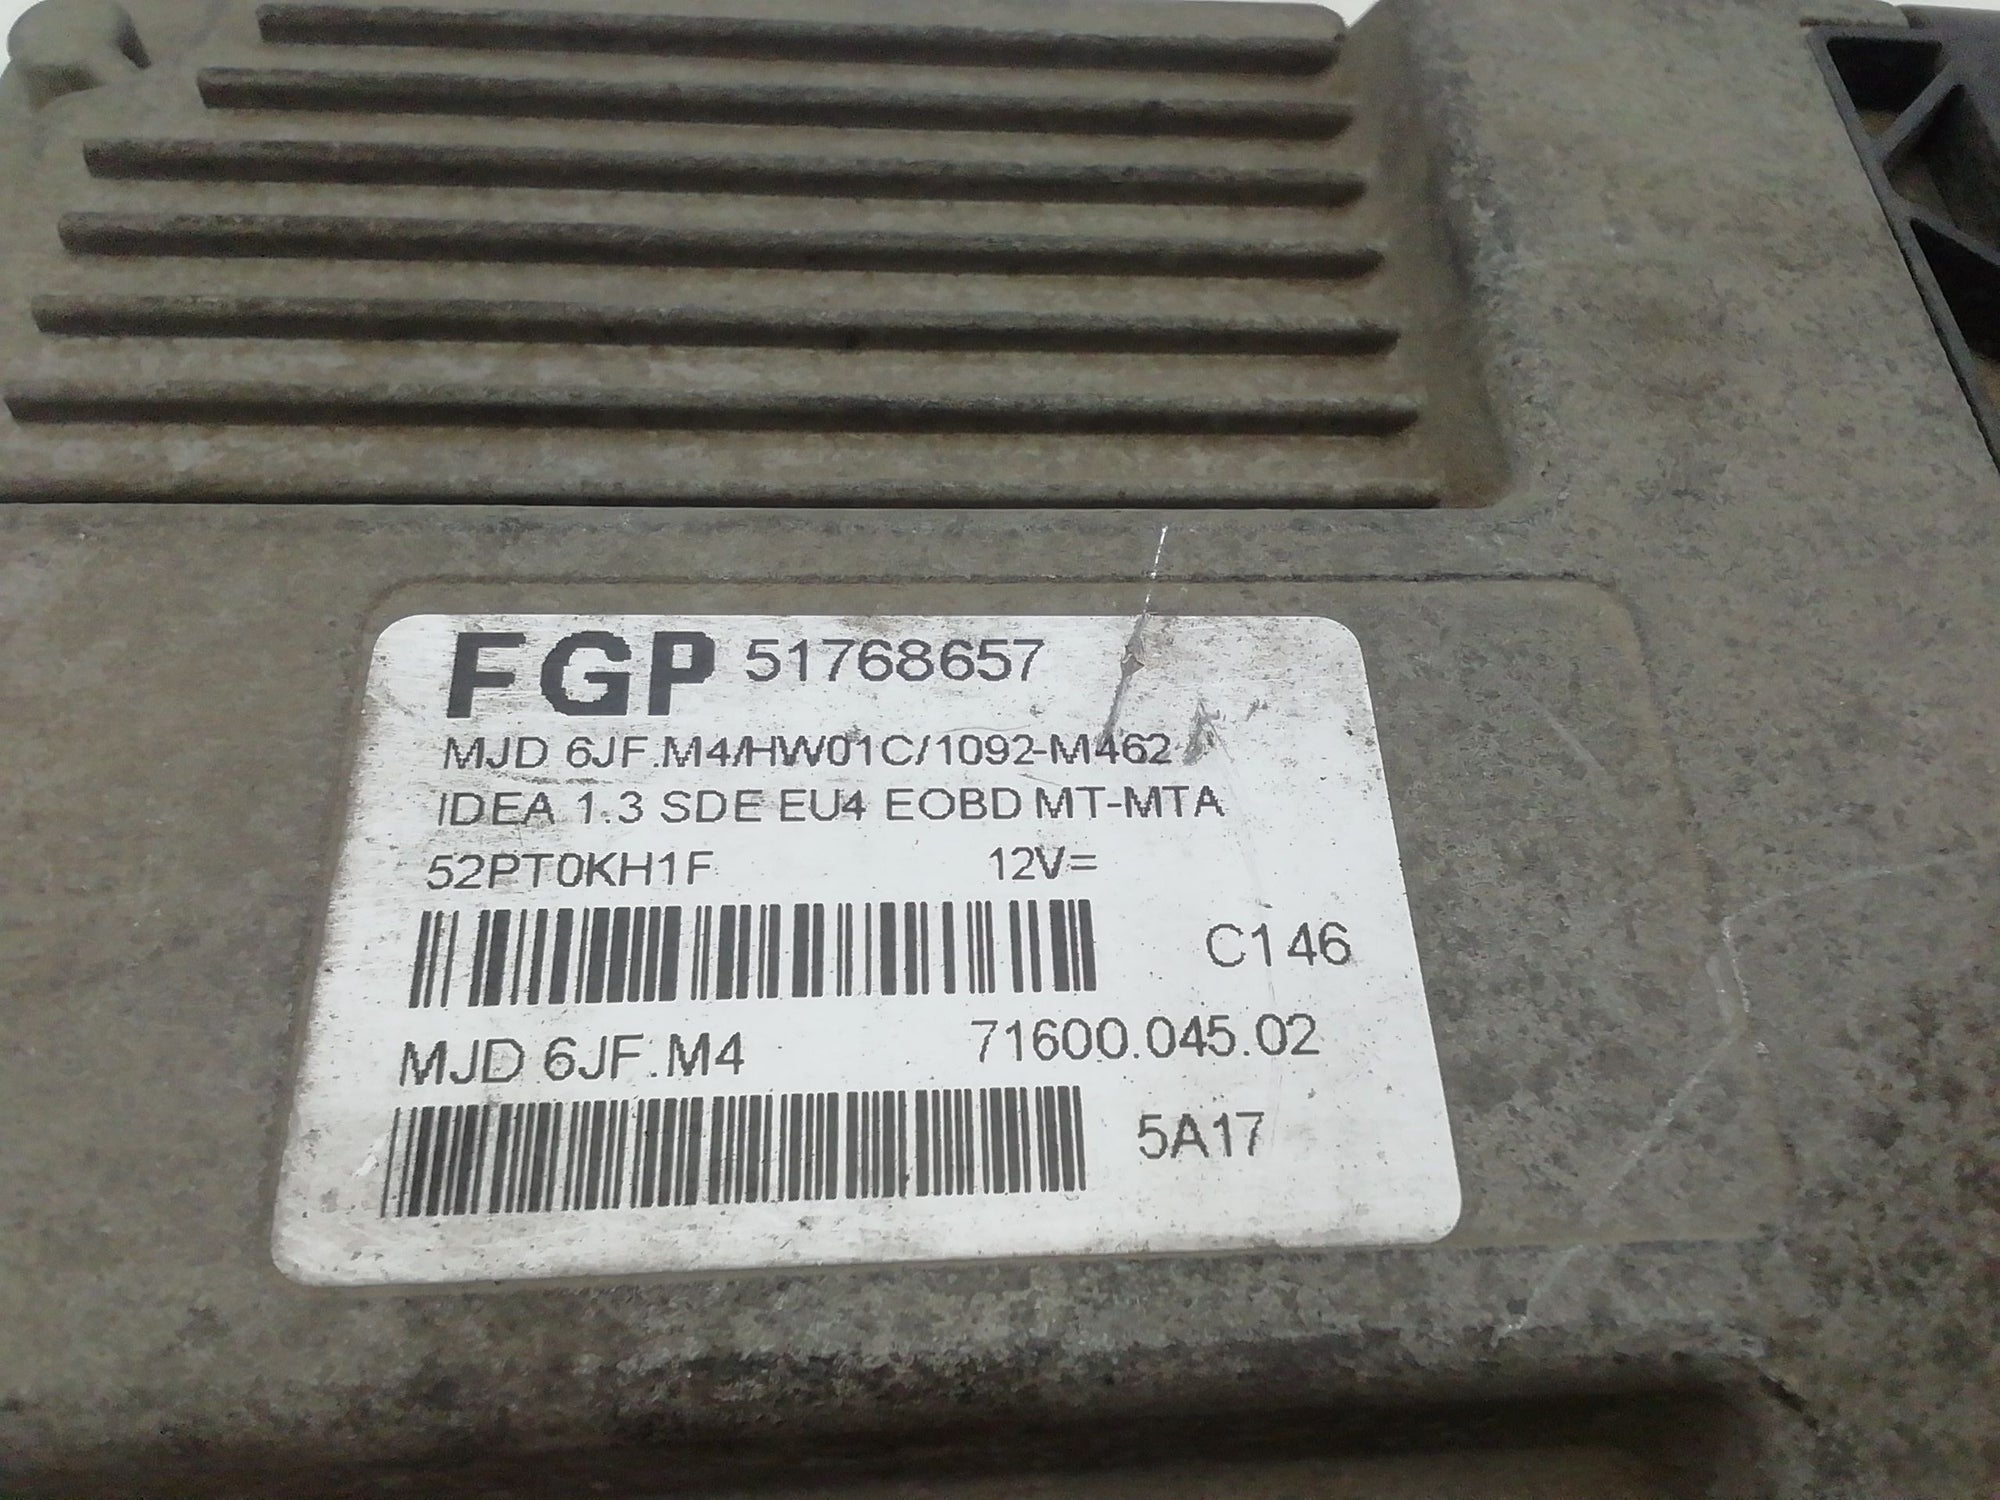 FGP 51768657
MJD 6JF.M4/HW01C/1092-M462
IDEA 1.3 SDE EU4 EOBD MT-MTA
52PT0KH1F 12V=
C146
MJD 6JF.M4 71600.045.02
5A17